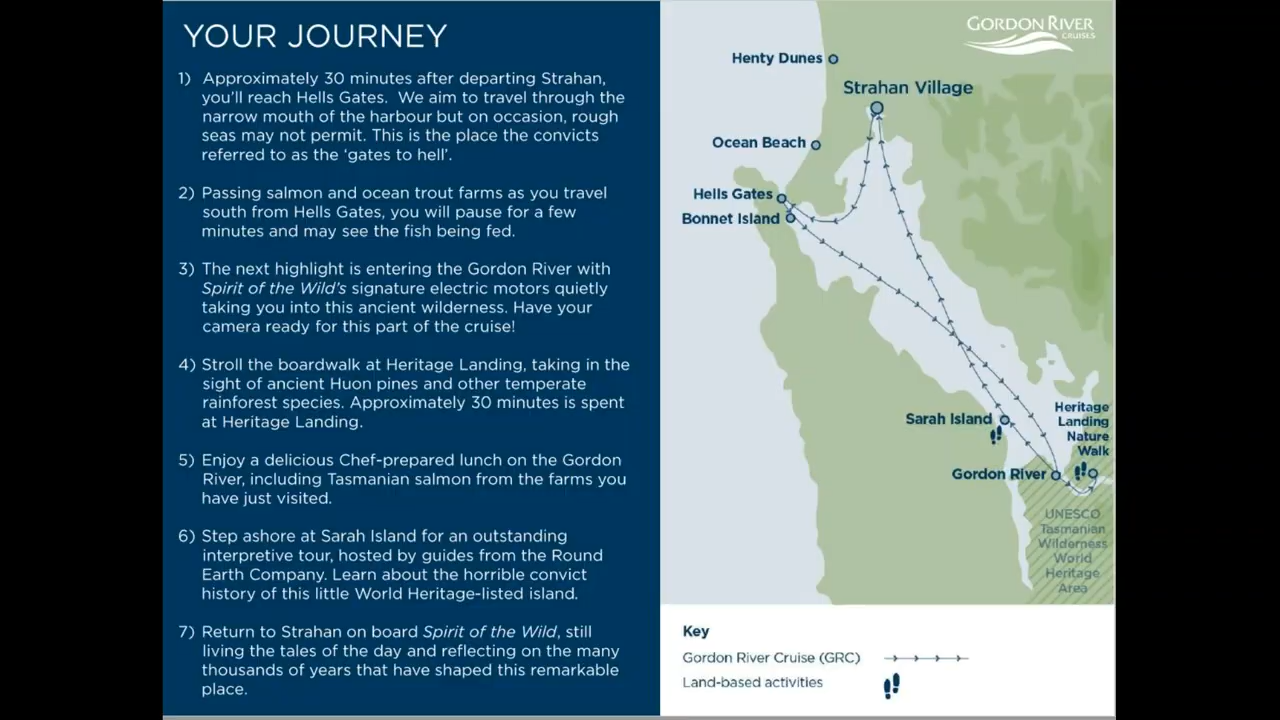 YOUR JOURNEY
1) Approximately 30 minutes after departing Strahan,
you'll reach Hells Gates. We aim to travel through the
narrow mouth of the harbour but on occasion, rough
seas may not permit. This is the place the convicts
referred to as the 'gates to hell'.
2) Passing salmon and ocean trout farms as you travel
south from Hells Gates, you will pause for a few
minutes and may see the fish being fed.
3) The next highlight is entering the Gordon River with
Spirit of the Wild's signature electric motors quietly
taking you into this ancient wilderness. Have your
camera ready for this part of the cruise!
4) Stroll the boardwalk at Heritage Landing, taking in the
sight of ancient Huon pines and other temperate
rainforest species. Approximately 30 minutes is spent
at Heritage Landing.
5) Enjoy a delicious Chef-prepared lunch on the Gordon
River, including Tasmanian salmon from the farms you
have just visited.
6) Step ashore at Sarah Island for an outstanding
interpretive tour, hosted by guides from the Round
Earth Company. Learn about the horrible convict
history of this little World Heritage-listed island.
7) Return to Strahan on board Spirit of the Wild, still
living the tales of the day and reflecting on the many
thousands of years that have shaped this remarkable
place.
GORDON RIVER
CRUISES
Henty Dunes
Strahan Village
Ocean Beach
Hells Gates
Bonnet Island
Sarah Island
Heritage
Landing
Nature
Walk
Gordon River
UNESCO
Tasmanian
Wilderness
World
Heritage
Area
Key
Gordon River Cruise (GRC)
Land-based activities